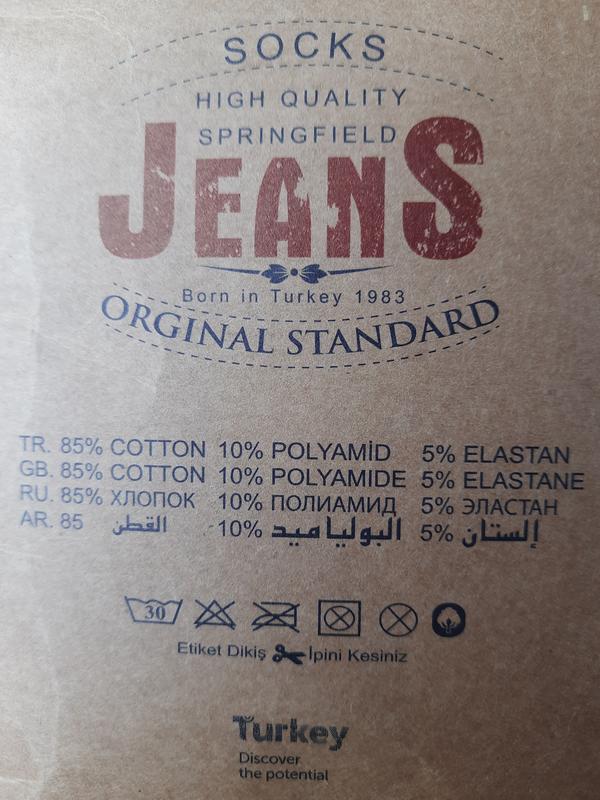 SOCKS
HIGH QUALITY
SPRINGFIELD
JEANS
Born in Turkey 1983
ORGINAL STANDARD
TR. 85% COTTON 10% POLYAMİD 5% ELASTAN
GB. 85% COTTON 10% POLYAMIDE 5% ELASTANE
RU. 85% ХЛОПОК 10% ПОЛИАМИД 5% ЭЛАСТАН
AR. 85 القطن 10% البولياميد 5% إلستان
30
Etiket Dikiş İpini Kesiniz
Turkey
Discover
the potential